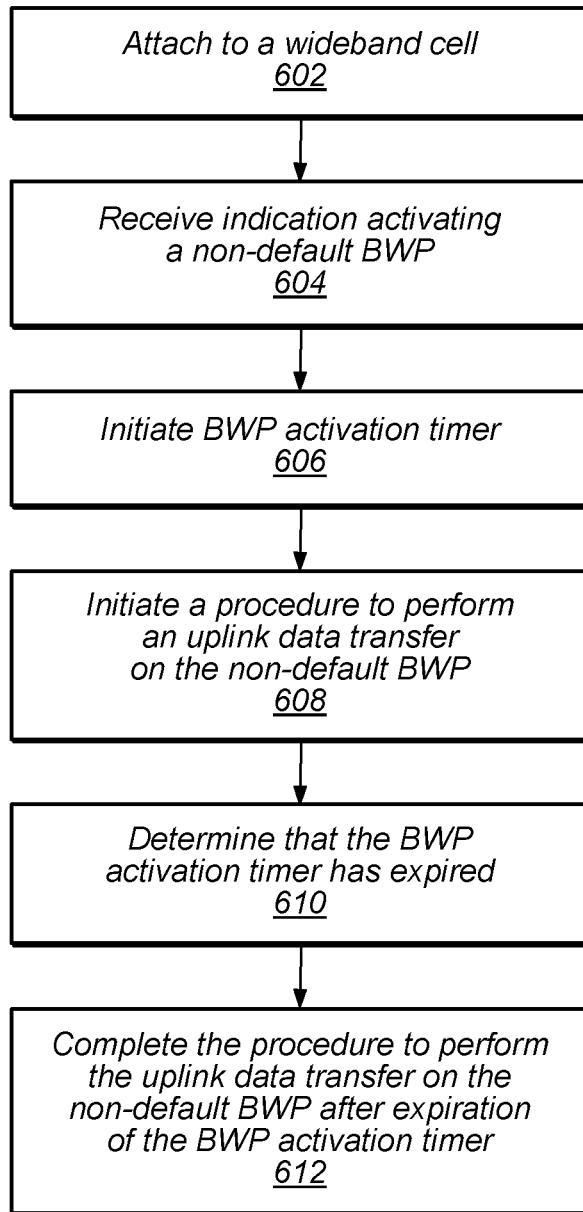 Attach to a wideband cell
602
Receive indication activating
a non-default BWP
604
Initiate BWP activation timer
606
Initiate a procedure to perform
an uplink data transfer
on the non-default BWP
608
Determine that the BWP
activation timer has expired
610
Complete the procedure to perform
the uplink data transfer on the
non-default BWP after expiration
of the BWP activation timer
612